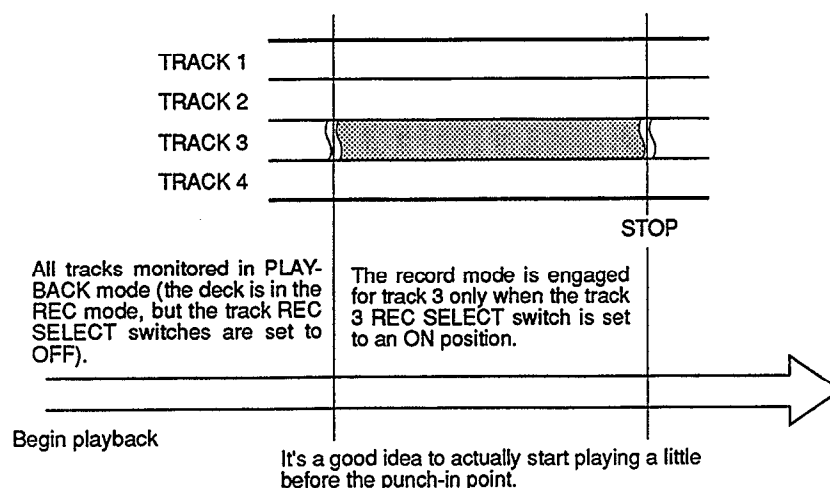 TRACK 1
TRACK 2
TRACK 3
TRACK 4
STOP
All tracks monitored in PLAY-
BACK mode (the deck is in the
REC mode, but the track REC
SELECT switches are set to
OFF).
The record mode is engaged
for track 3 only when the track
3 REC SELECT switch is set
to an ON position.
Begin playback
It's a good idea to actually start playing a little
before the punch-in point.